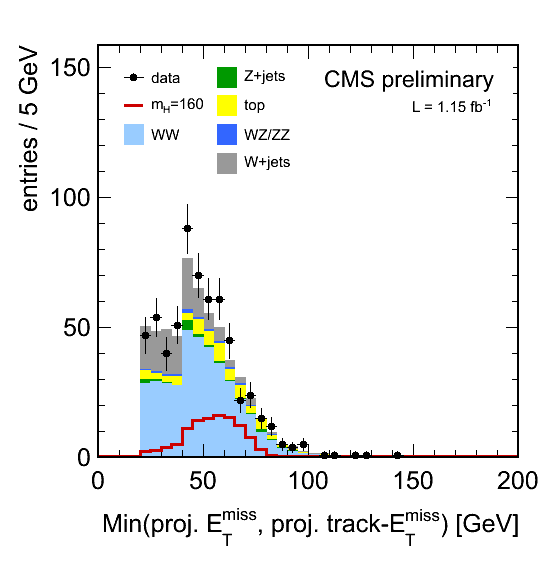 entries / 5 GeV
150
100
50
0
CMS preliminary
L = 1.15 fb⁻¹
data
m_H=160
WW
Z+jets
top
WZ/ZZ
W+jets
0 50 100 150 200
Min(proj. E_T^miss, proj. track-E_T^miss) [GeV]